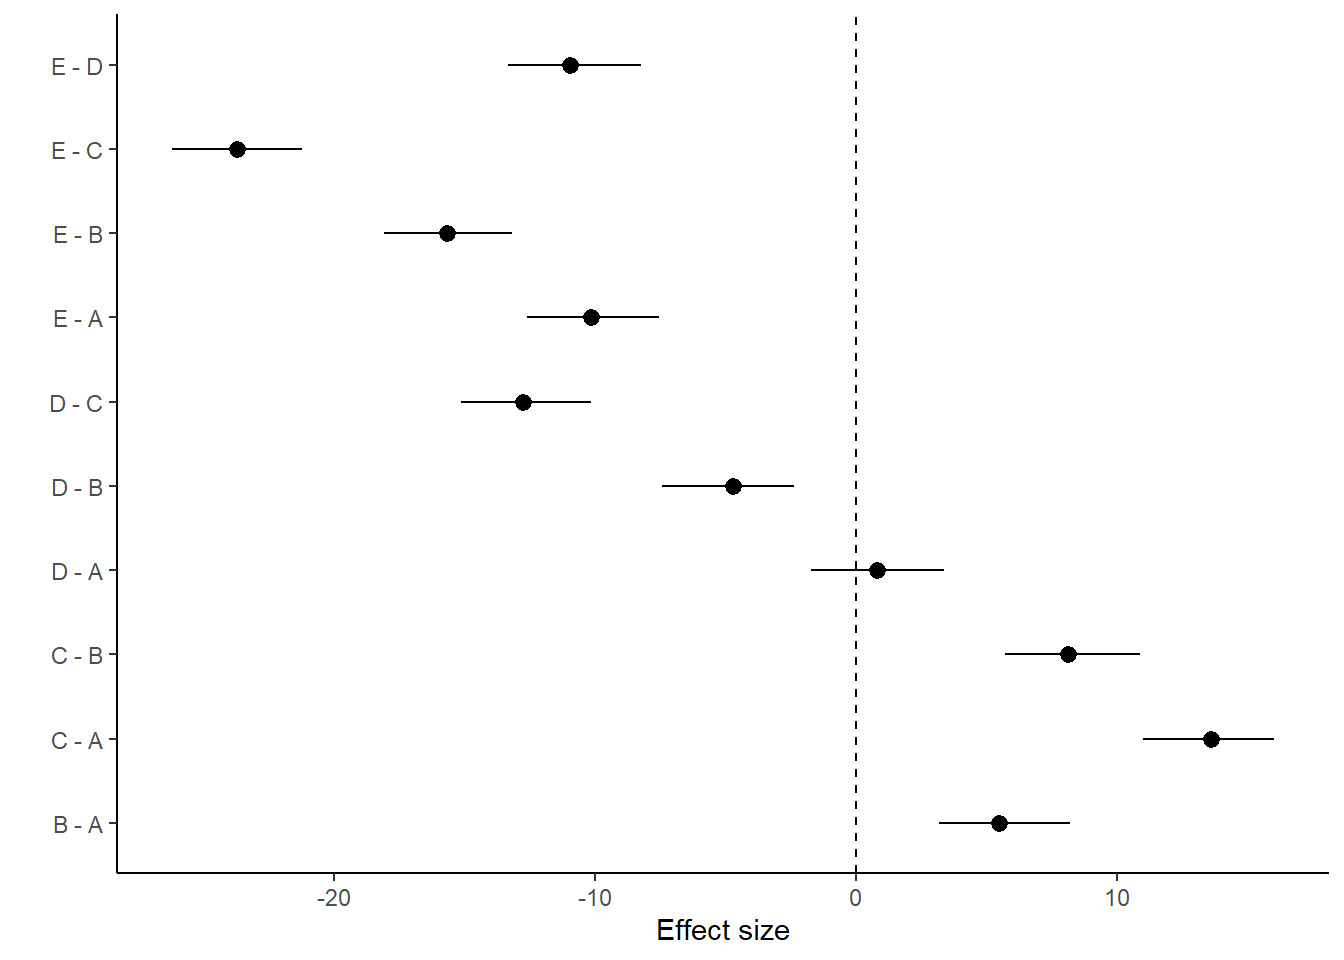 E - D
E - C
E - B
E - A
D - C
D - B
D - A
C - B
C - A
B - A
-20 -10 0 10
Effect size